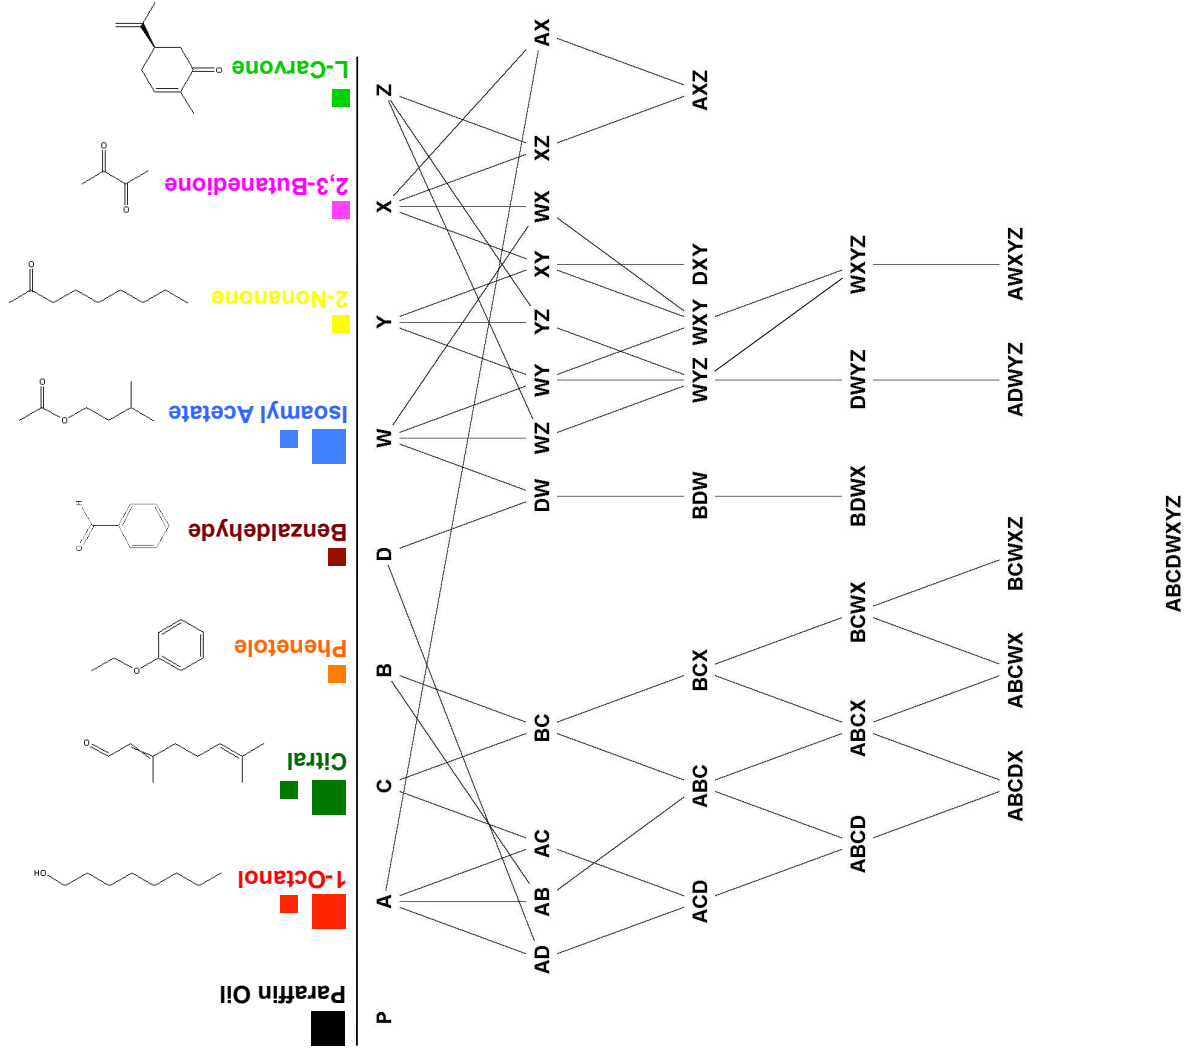 L-Carvone
2,3-Butanedione
2-Nonanone
Isoamyl Acetate
Benzaldehyde
Phenetole
Citral
1-Octanol
Paraffin Oil
O
O
O
O
O
O
H
O
O
O
HO
Z
X
Y
W
D
B
C
A
P
AX
XZ
WX
XY
YZ
WY
WZ
DW
BC
AC
AB
AD
AXZ
DXY
WXY
WYZ
BDW
BCX
ABC
ACD
WXYZ
DWYZ
BDWX
BCWX
ABCX
ABCD
AWXYZ
ADWYZ
BCWXZ
ABCWX
ABCDX
ABCDWXYZ